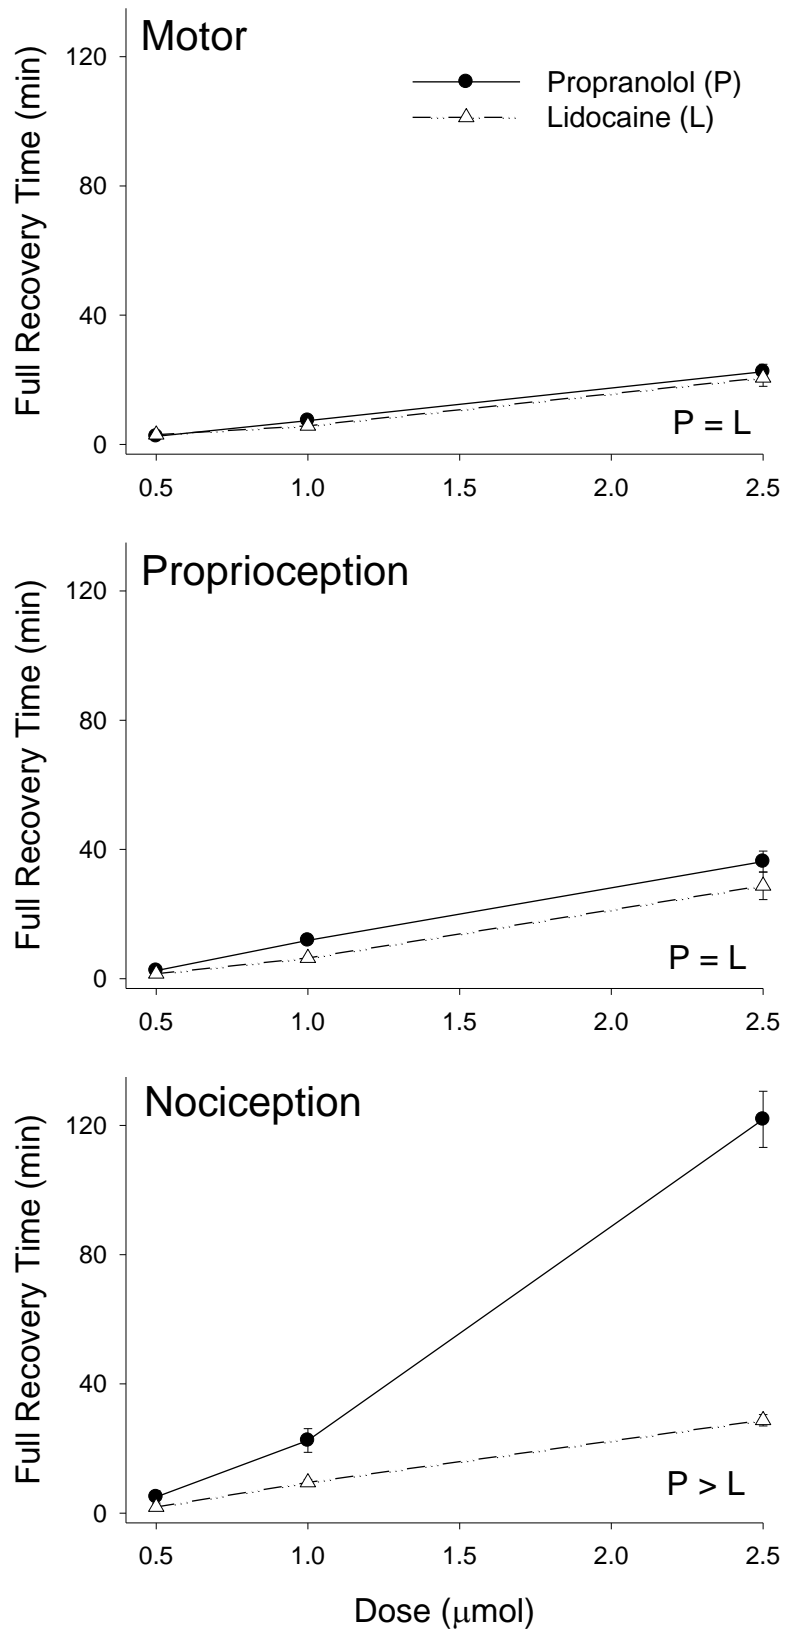 Motor
Propranolol (P)
Lidocaine (L)
Full Recovery Time (min)
120
80
40
0
P = L
0.5 1.0 1.5 2.0 2.5
Proprioception
Full Recovery Time (min)
120
80
40
0
P = L
0.5 1.0 1.5 2.0 2.5
Nociception
Full Recovery Time (min)
120
80
40
0
P > L
0.5 1.0 1.5 2.0 2.5
Dose (μmol)